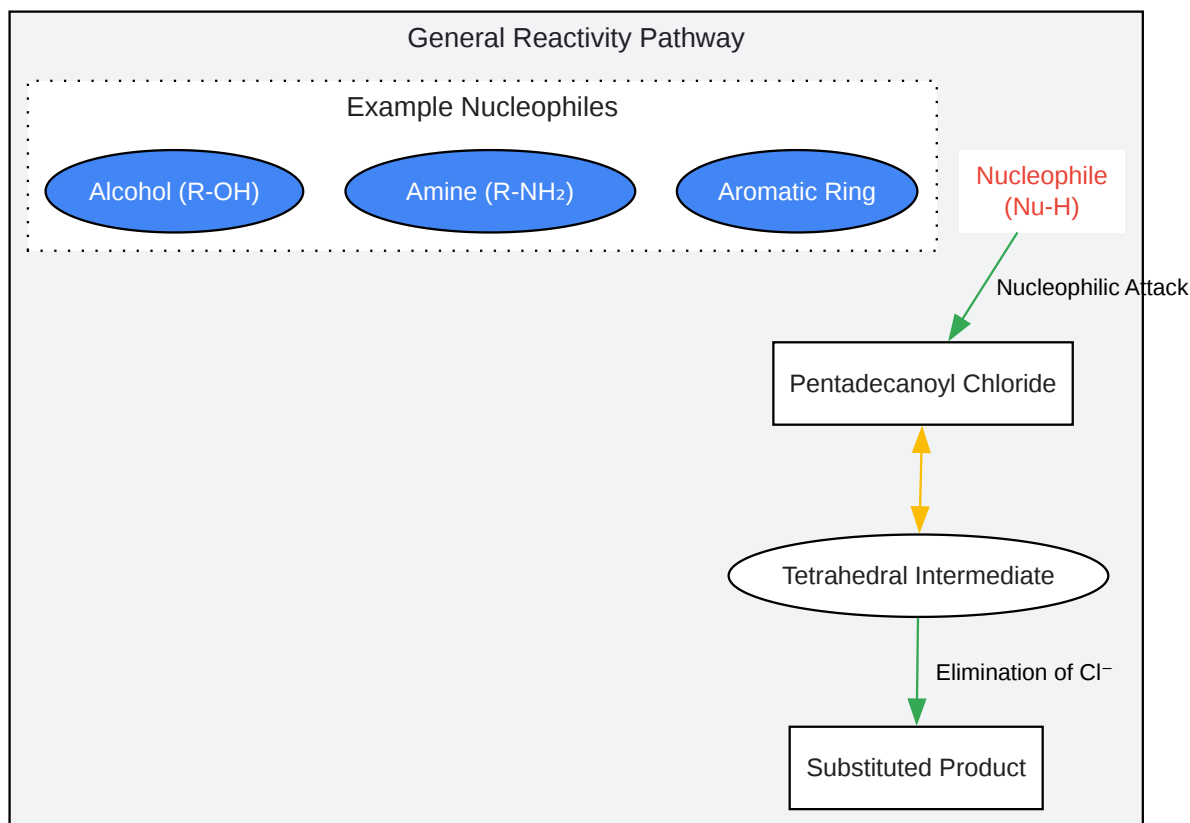 General Reactivity Pathway
Example Nucleophiles
Alcohol (R-OH)
Amine (R-NH₂)
Aromatic Ring
Nucleophile
(Nu-H)
Nucleophilic Attack
Pentadecanoyl Chloride
Tetrahedral Intermediate
Elimination of Cl⁻
Substituted Product